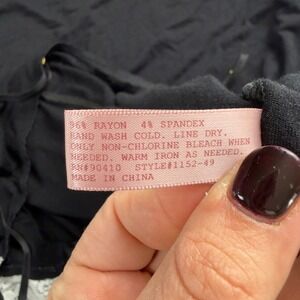 96% RAYON 4% SPANDEX
HAND WASH COLD. LINE DRY.
ONLY NON-CHLORINE BLEACH WHEN
NEEDED. WARM IRON AS NEEDED.
RN#90410 STYLE#1152-49
MADE IN CHINA